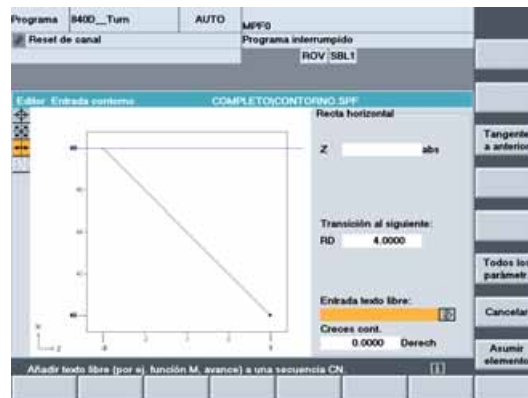 Programa
840D__Turn
AUTO
MPF0
Reset de canal
Programa interrumpido
ROV SBL1
Editor Entrada contorno
COMPLETO\CONTORNO.SPF
Recta horizontal
Z
abs
Tangente
a anterior
Transición al siguiente:
RD
4.0000
Todos los
parámetr.
Entrada texto libre:
Cancelar
Creces cont.
0.0000
Derech
Asumir
elemento
Añadir texto libre (por ej. función M, avance) a una secuencia CN.